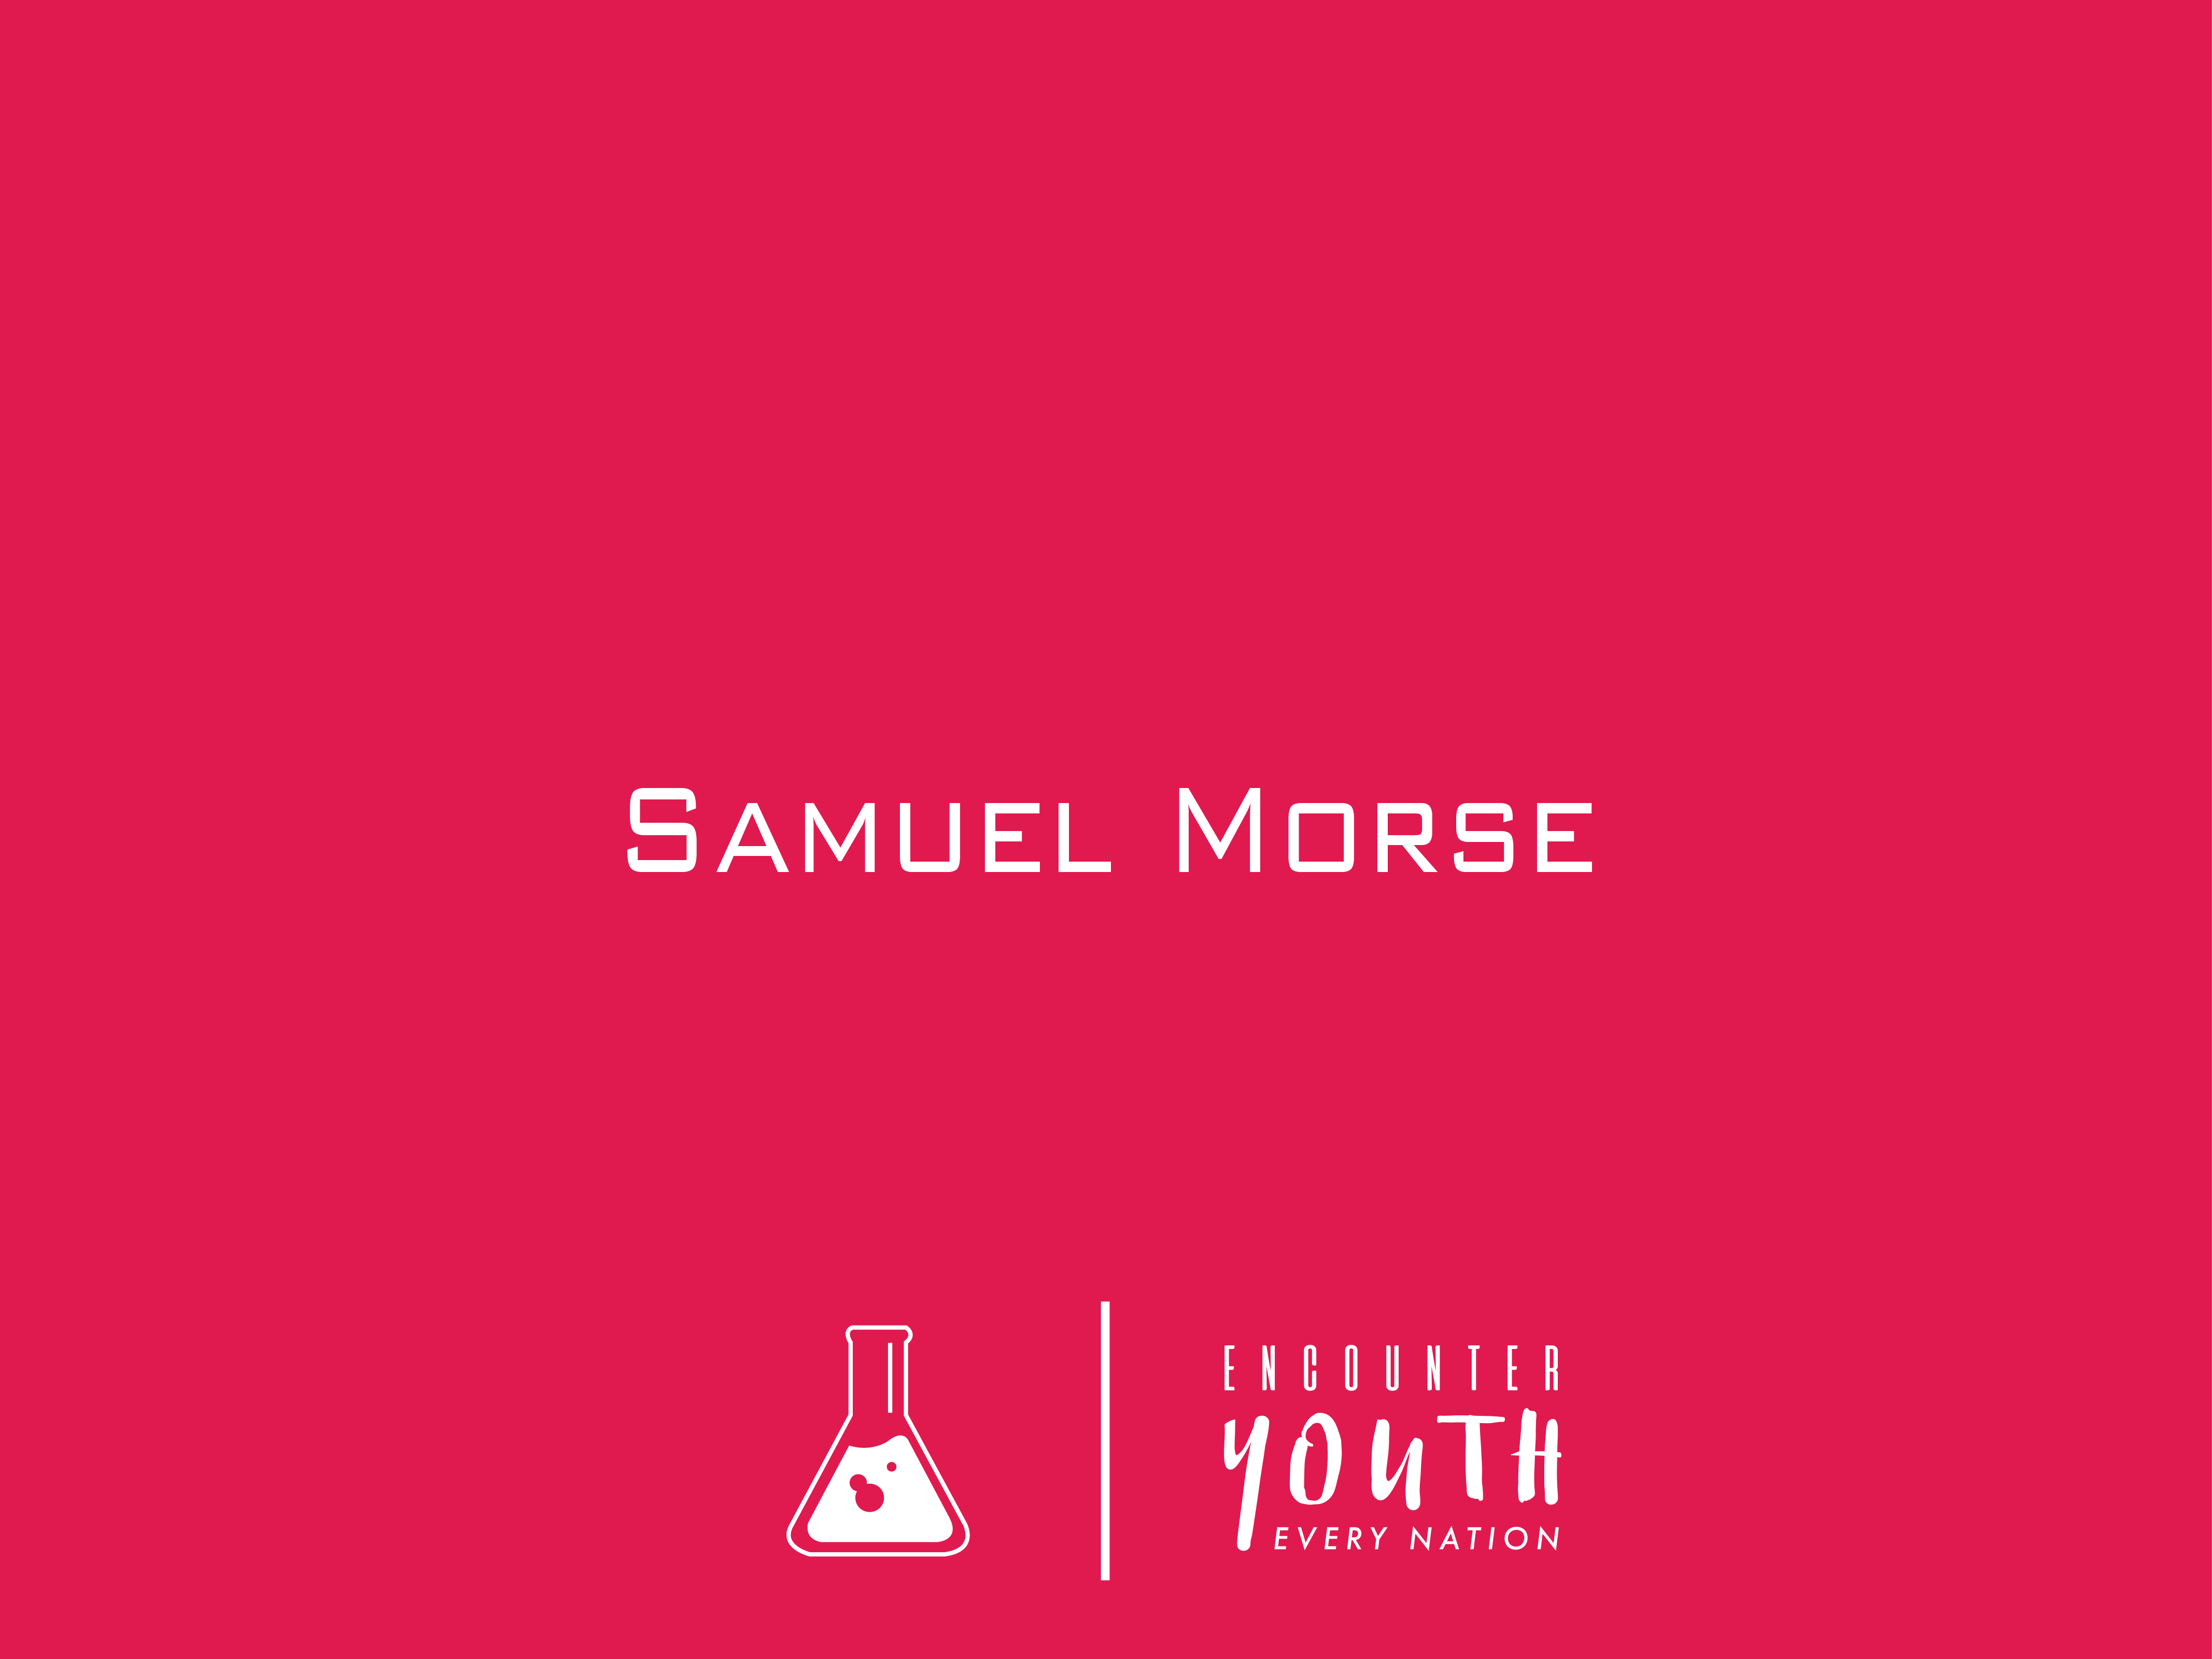 Samuel Morse
ENCOUNTER
YOUTH
EVERY NATION